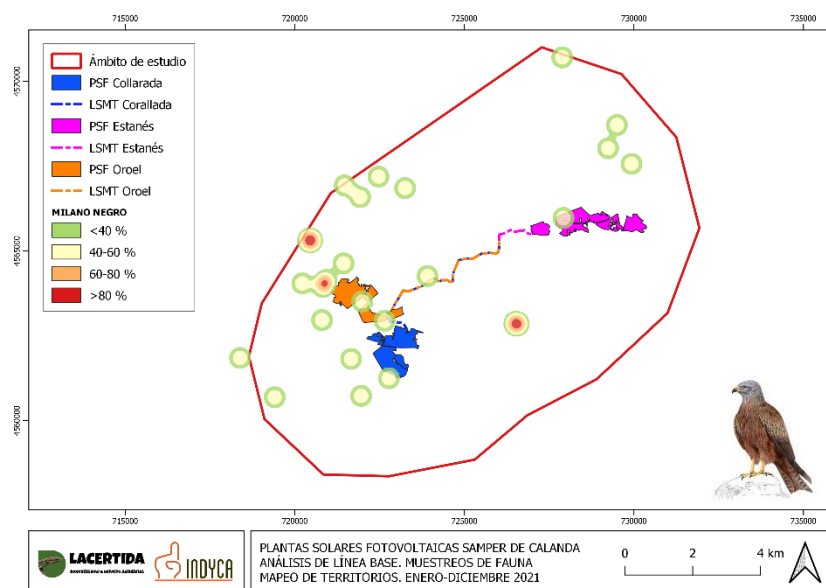 715000 720000 725000 730000 735000
4570000
4565000
4560000
Ámbito de estudio
PSF Collarada
LSMT Corallada
PSF Estanés
LSMT Estanés
PSF Oroel
LSMT Oroel
MILANO NEGRO
<40 %
40-60 %
60-80 %
>80 %
715000 720000 725000 730000 735000
LACERTIDA
INDYCA
PLANTAS SOLARES FOTOVOLTAICAS SAMPER DE CALANDA
ANÁLISIS DE LÍNEA BASE. MUESTREOS DE FAUNA
MAPEO DE TERRITORIOS. ENERO-DICIEMBRE 2021
0 2 4 km